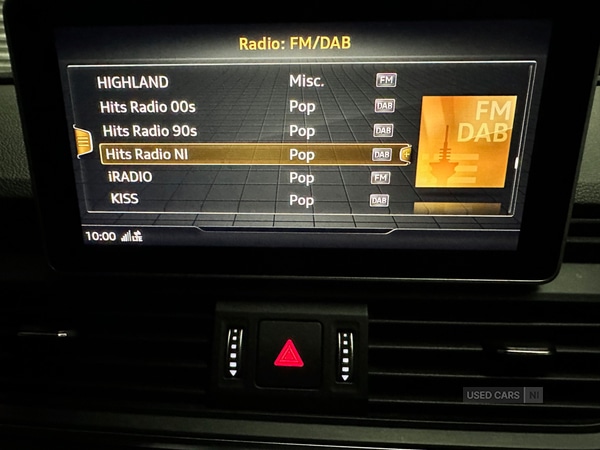 Radio: FM/DAB
HIGHLAND Misc. FM
Hits Radio 00s Pop DAB
Hits Radio 90s Pop DAB
Hits Radio NI Pop DAB
iRADIO Pop FM
KISS Pop DAB
FM
DAB
10:00 LTE
USED CARS NI